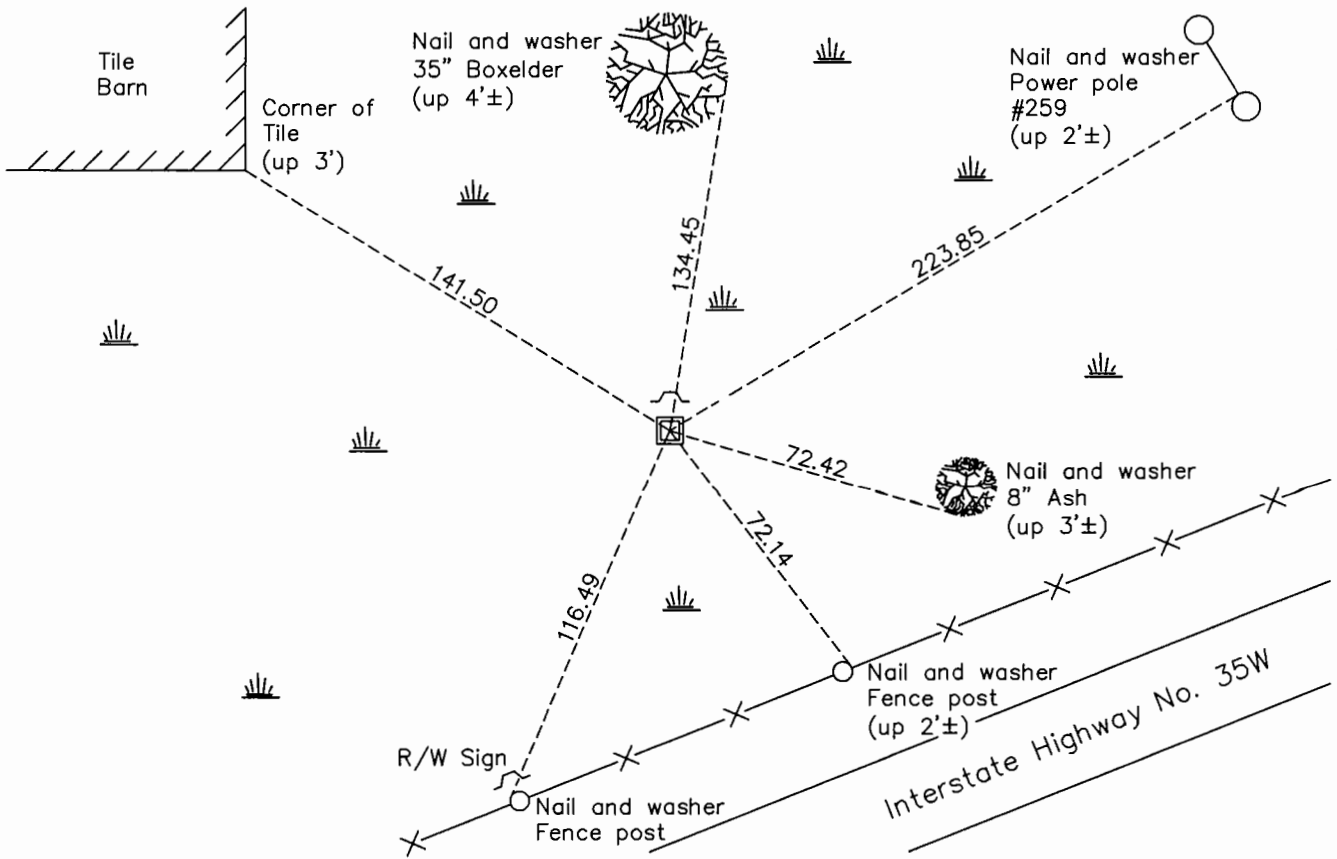 Tile
Barn
Corner of
Tile
(up 3')
Nail and washer
35" Boxelder
(up 4'±)
Nail and washer
Power pole
#259
(up 2'±)
141.50
134.45
223.85
72.42
Nail and washer
8" Ash
(up 3'±)
72.14
116.49
Nail and washer
Fence post
(up 2'±)
R/W Sign
Nail and washer
Fence post
Interstate Highway No. 35W